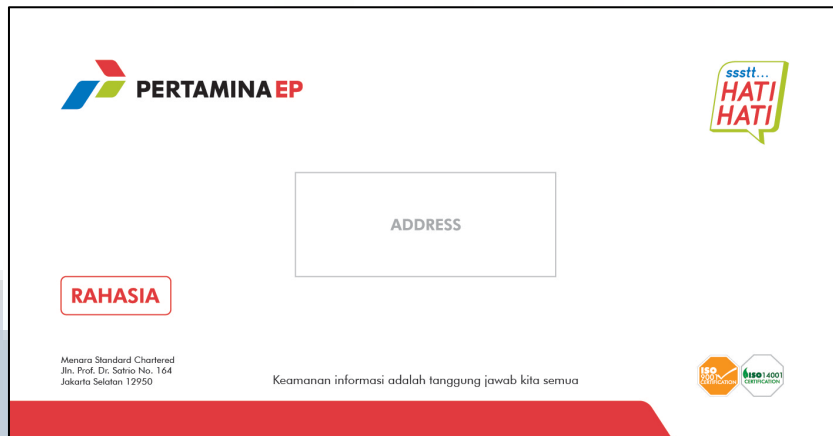 PERTAMINA EP
ssstt...
HATI
HATI
ADDRESS
RAHASIA
Menara Standard Chartered
Jln. Prof. Dr. Satrio No. 164
Jakarta Selatan 12950
Keamanan informasi adalah tanggung jawab kita semua
ISO
9001
CERTIFICATION
ISO 14001
CERTIFICATION